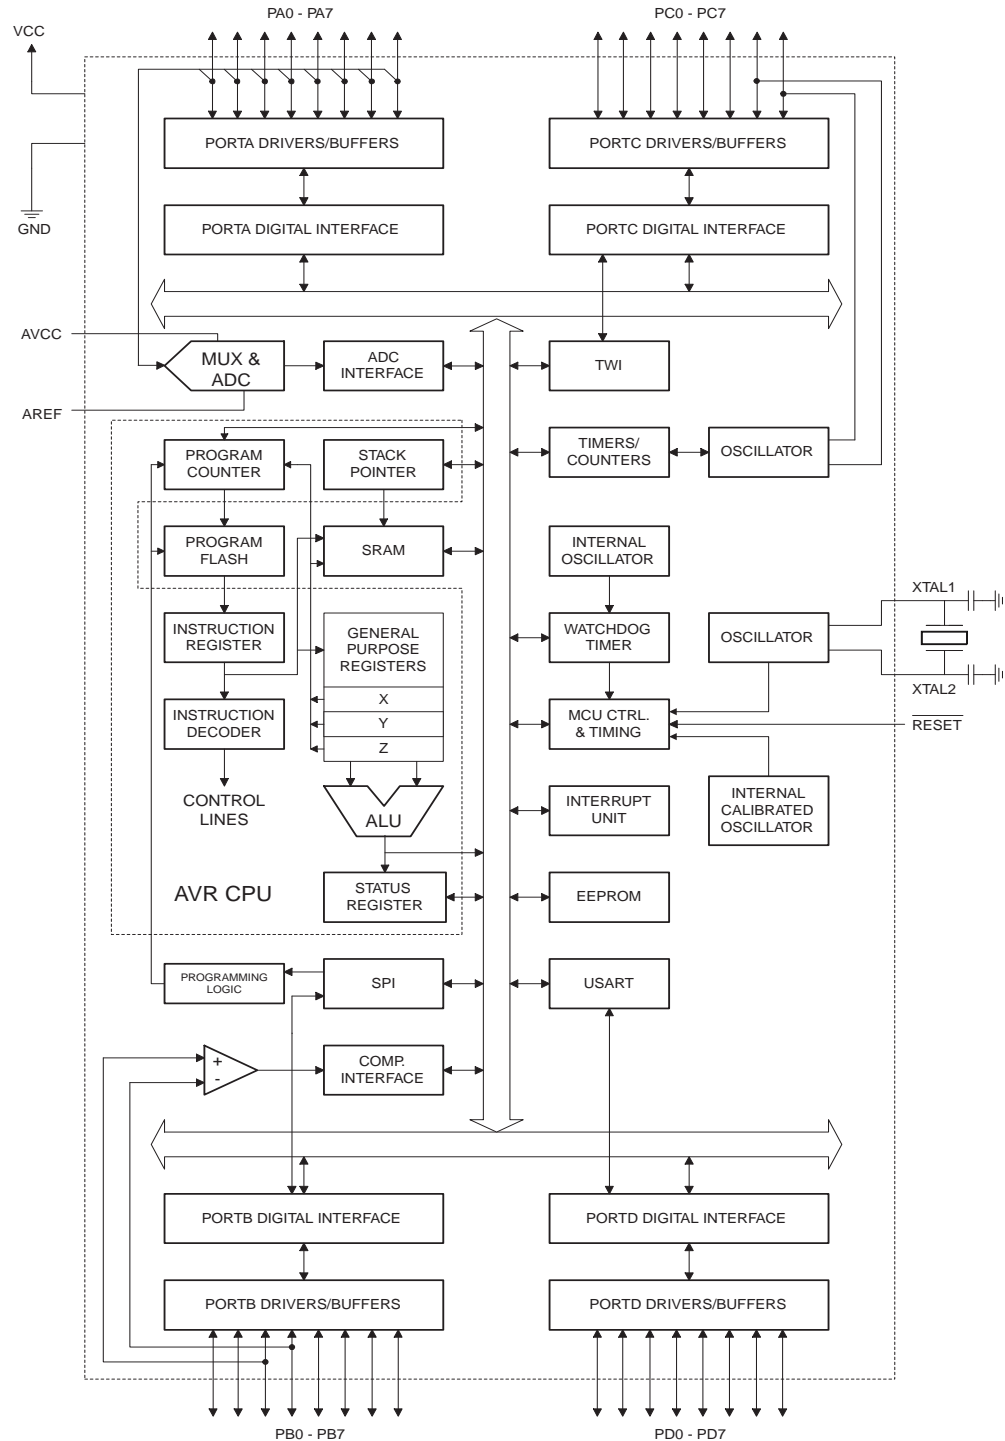 PA0 - PA7
PC0 - PC7
VCC
PORTA DRIVERS/BUFFERS
PORTC DRIVERS/BUFFERS
PORTA DIGITAL INTERFACE
PORTC DIGITAL INTERFACE
GND
AVCC
MUX &
ADC
ADC
INTERFACE
TWI
AREF
PROGRAM
COUNTER
STACK
POINTER
TIMERS/
COUNTERS
OSCILLATOR
PROGRAM
FLASH
SRAM
INTERNAL
OSCILLATOR
XTAL1
INSTRUCTION
REGISTER
GENERAL
PURPOSE
REGISTERS
WATCHDOG
TIMER
OSCILLATOR
XTAL2
X
INSTRUCTION
DECODER
Y
MCU CTRL.
& TIMING
RESET
Z
CONTROL
LINES
INTERRUPT
UNIT
INTERNAL
CALIBRATED
OSCILLATOR
ALU
AVR CPU
STATUS
REGISTER
EEPROM
PROGRAMMING
LOGIC
SPI
USART
+
-
COMP.
INTERFACE
PORTB DIGITAL INTERFACE
PORTD DIGITAL INTERFACE
PORTB DRIVERS/BUFFERS
PORTD DRIVERS/BUFFERS
PB0 - PB7
PD0 - PD7